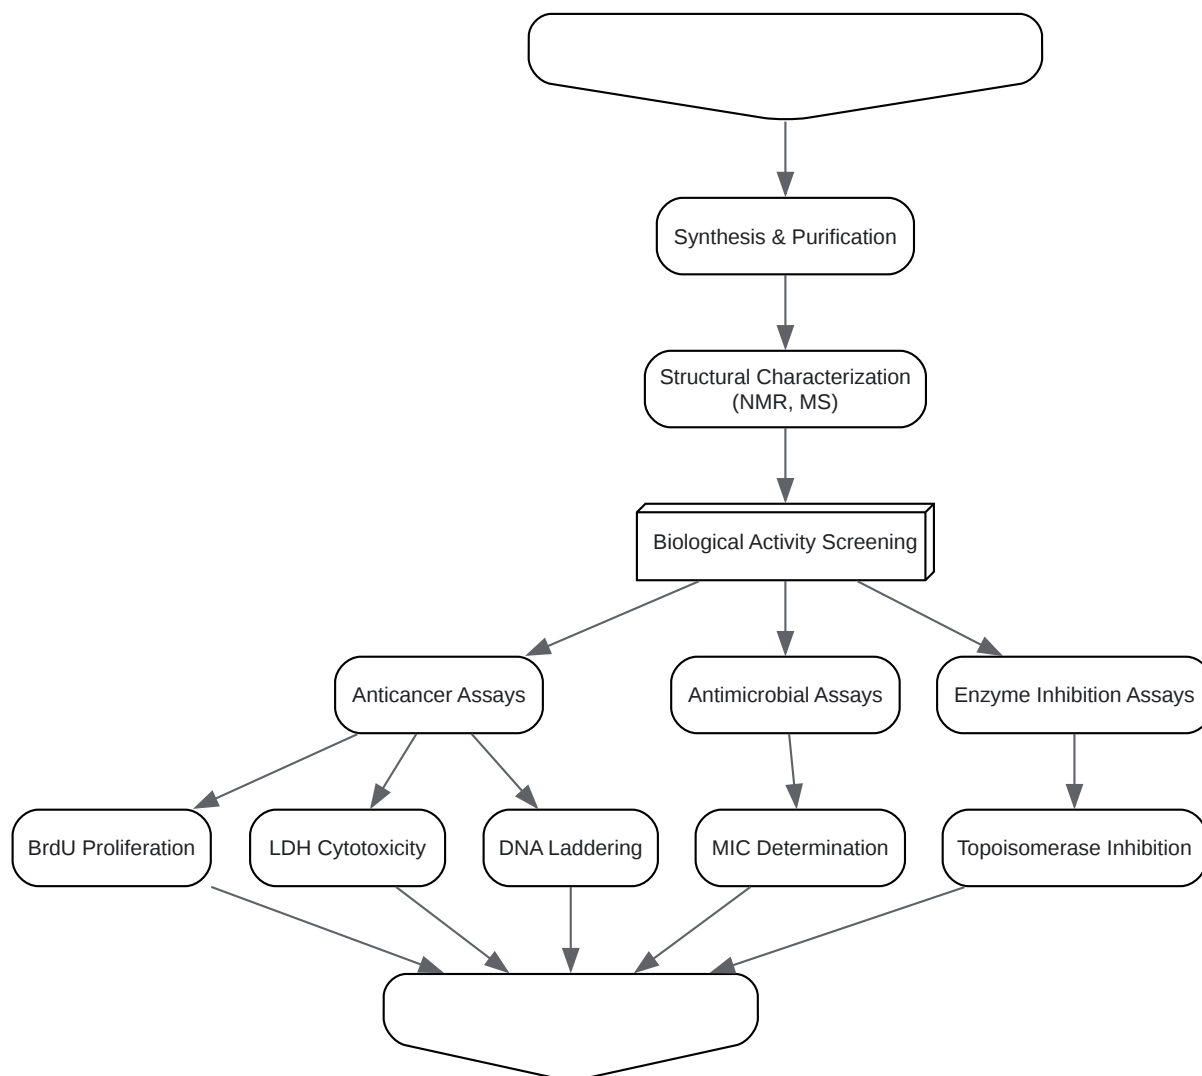 Synthesis & Purification
Structural Characterization
(NMR, MS)
Biological Activity Screening
Anticancer Assays
Antimicrobial Assays
Enzyme Inhibition Assays
BrdU Proliferation
LDH Cytotoxicity
DNA Laddering
MIC Determination
Topoisomerase Inhibition